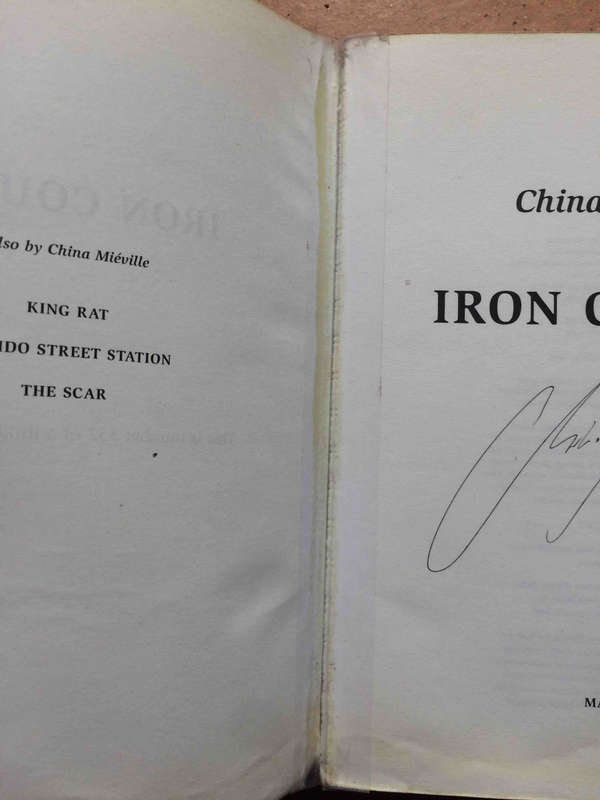 lso by China Miéville
KING RAT
IDO STREET STATION
THE SCAR
China
IRON C
MA